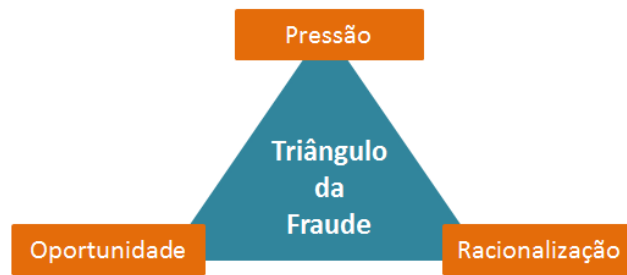 Pressão
Triângulo
da
Fraude
Oportunidade
Racionalização